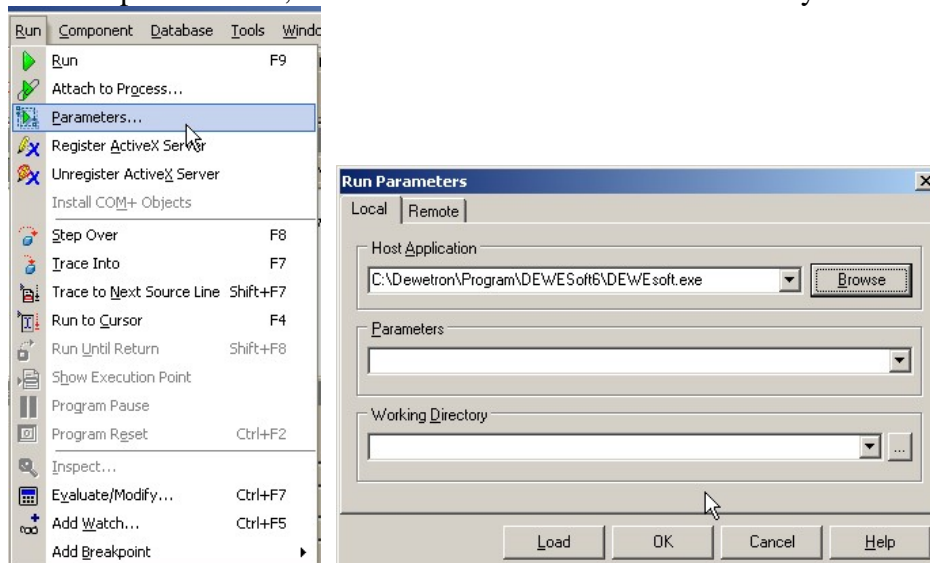 Run Component Database Tools
Run F9
Attach to Process...
Parameters...
Register ActiveX Server
Unregister ActiveX Server
Install COM+ Objects
Step Over F8
Trace Into F7
Trace to Next Source Line Shift+F7
Run to Cursor F4
Run Until Return Shift+F8
Show Execution Point
Program Pause
Program Reset Ctrl+F2
Inspect...
Evaluate/Modify... Ctrl+F7
Add Watch... Ctrl+F5
Add Breakpoint
Run Parameters
Local Remote
Host Application
C:\Dewetron\Program\DEWESoft6\DEWEsoft.exe Browse
Parameters
Working Directory
...
Load OK Cancel Help